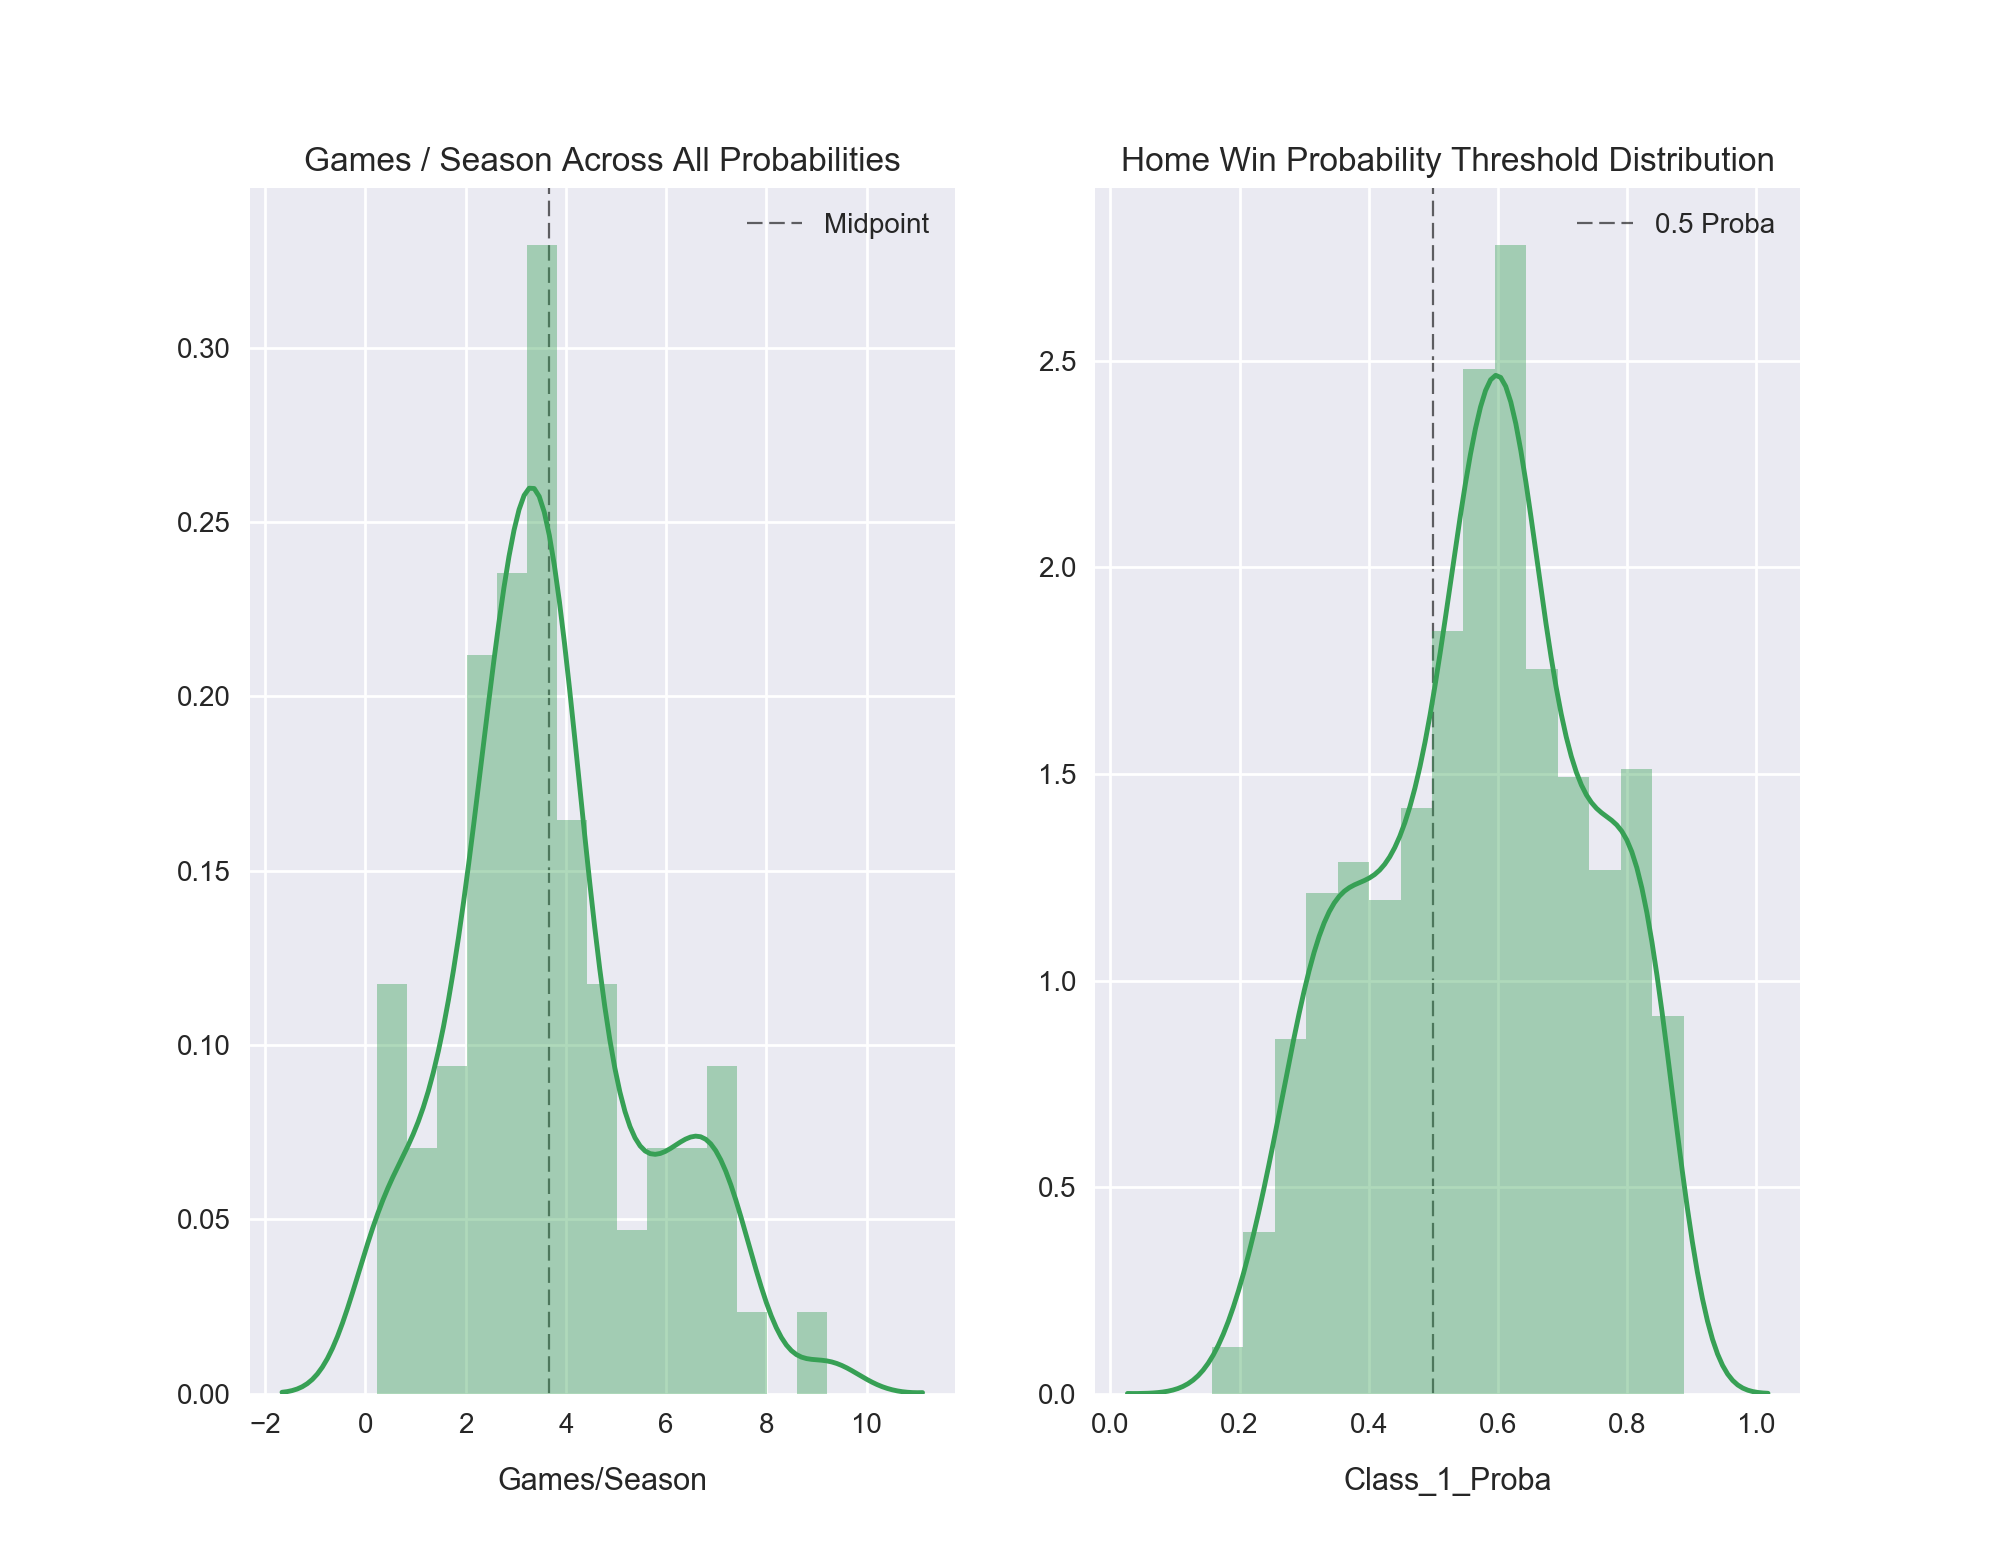 Games / Season Across All Probabilities
Midpoint
0.30
0.25
0.20
0.15
0.10
0.05
0.00
−2 0 2 4 6 8 10
Games/Season
Home Win Probability Threshold Distribution
0.5 Proba
2.5
2.0
1.5
1.0
0.5
0.0
0.0 0.2 0.4 0.6 0.8 1.0
Class_1_Proba